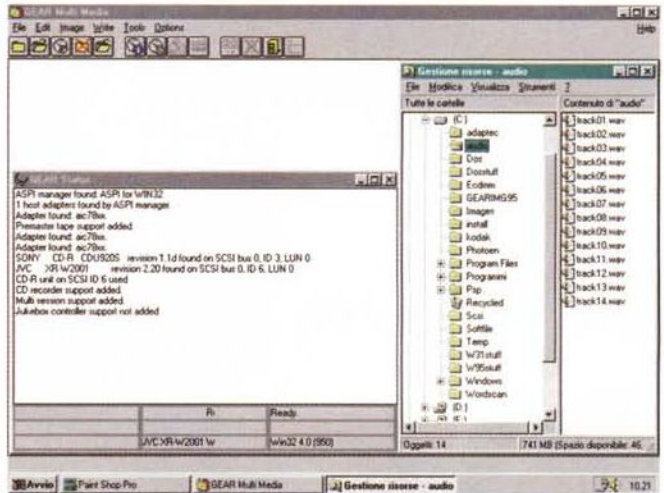 GEAR Multi Media
File Edit Image Write Tools Options
Help
Gestione risorse - audio
File Modifica Visualizza Strumenti ?
Tutte le cartelle
Contenuto di "audio"
(C:)
adaptec
audio
Dos
Dosstuff
Ecdirex
GEARIMG95
Images
install
kodak
Photoen
Program Files
Programmi
Psp
Recycled
Scsi
Softfile
Temp
W31stuff
W95stuff
Windows
Wordscan
(D:)
(E:)
track01.wav
track02.wav
track03.wav
track04.wav
track05.wav
track06.wav
track07.wav
track08.wav
track09.wav
track10.wav
track11.wav
track12.wav
track13.wav
track14.wav
Oggetti: 14
741 MB (Spazio disponibile: 46,
GEAR Status
ASPI manager found: ASPI for WIN32
1 host adapters found by ASPI manager.
Adapter found: aic78xx.
Premaster tape support added.
Adapter found: aic78xx.
Adapter found: aic78xx.
SONY CD-R CDU920S revision 1.1d found on SCSI bus 0, ID 3, LUN 0
JVC XR-W2001 revision 2.20 found on SCSI bus 0, ID 6, LUN 0
CD-R unit on SCSI ID 6 used
CD recorder support added.
Multi session support added.
Jukebox controller support not added
R:
Ready.
JVC XR-W2001 W
Win32 4.0 (950)
Avvio
Paint Shop Pro
GEAR Multi Media
Gestione risorse - audio
10.21